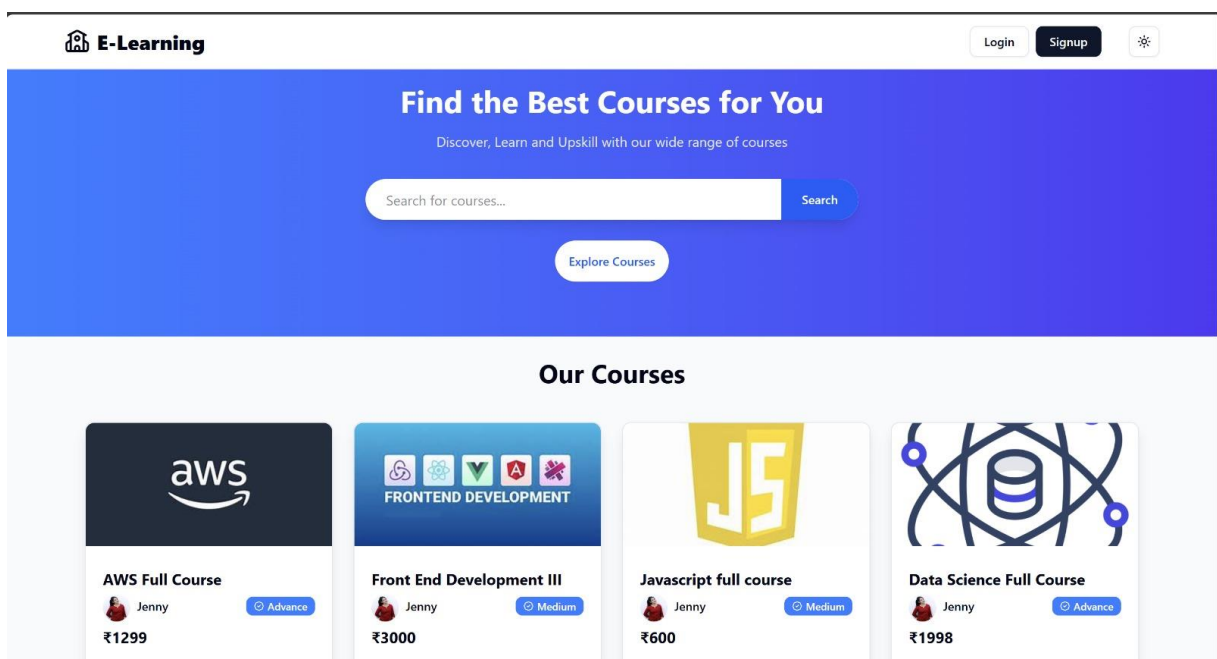 E-Learning
Login
Signup
Find the Best Courses for You
Discover, Learn and Upskill with our wide range of courses
Search for courses...
Search
Explore Courses
Our Courses
aws
FRONTEND DEVELOPMENT
JS
AWS Full Course
Jenny
Advance
₹1299
Front End Development III
Jenny
Medium
₹3000
Javascript full course
Jenny
Medium
₹600
Data Science Full Course
Jenny
Advance
₹1998